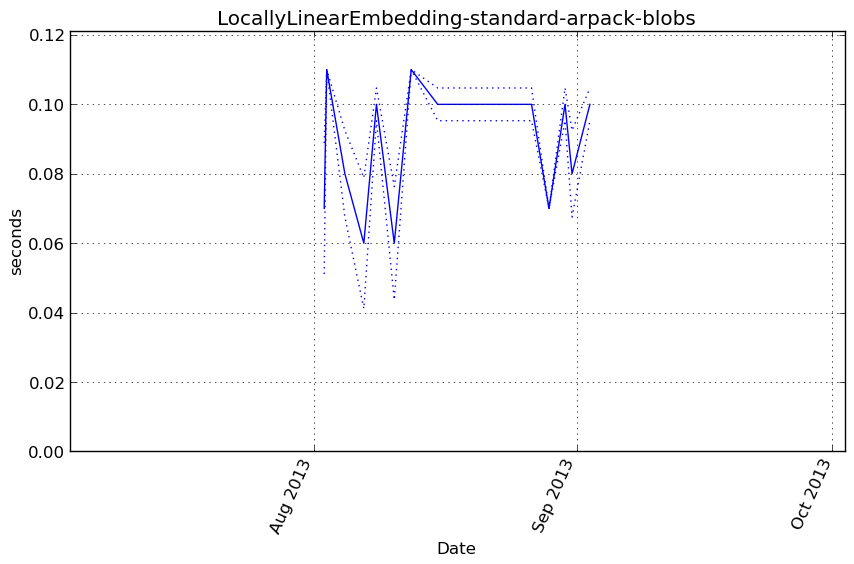 LocallyLinearEmbedding-standard-arpack-blobs
0.12
0.10
0.08
0.06
0.04
0.02
0.00
seconds
Aug 2013
Sep 2013
Oct 2013
Date